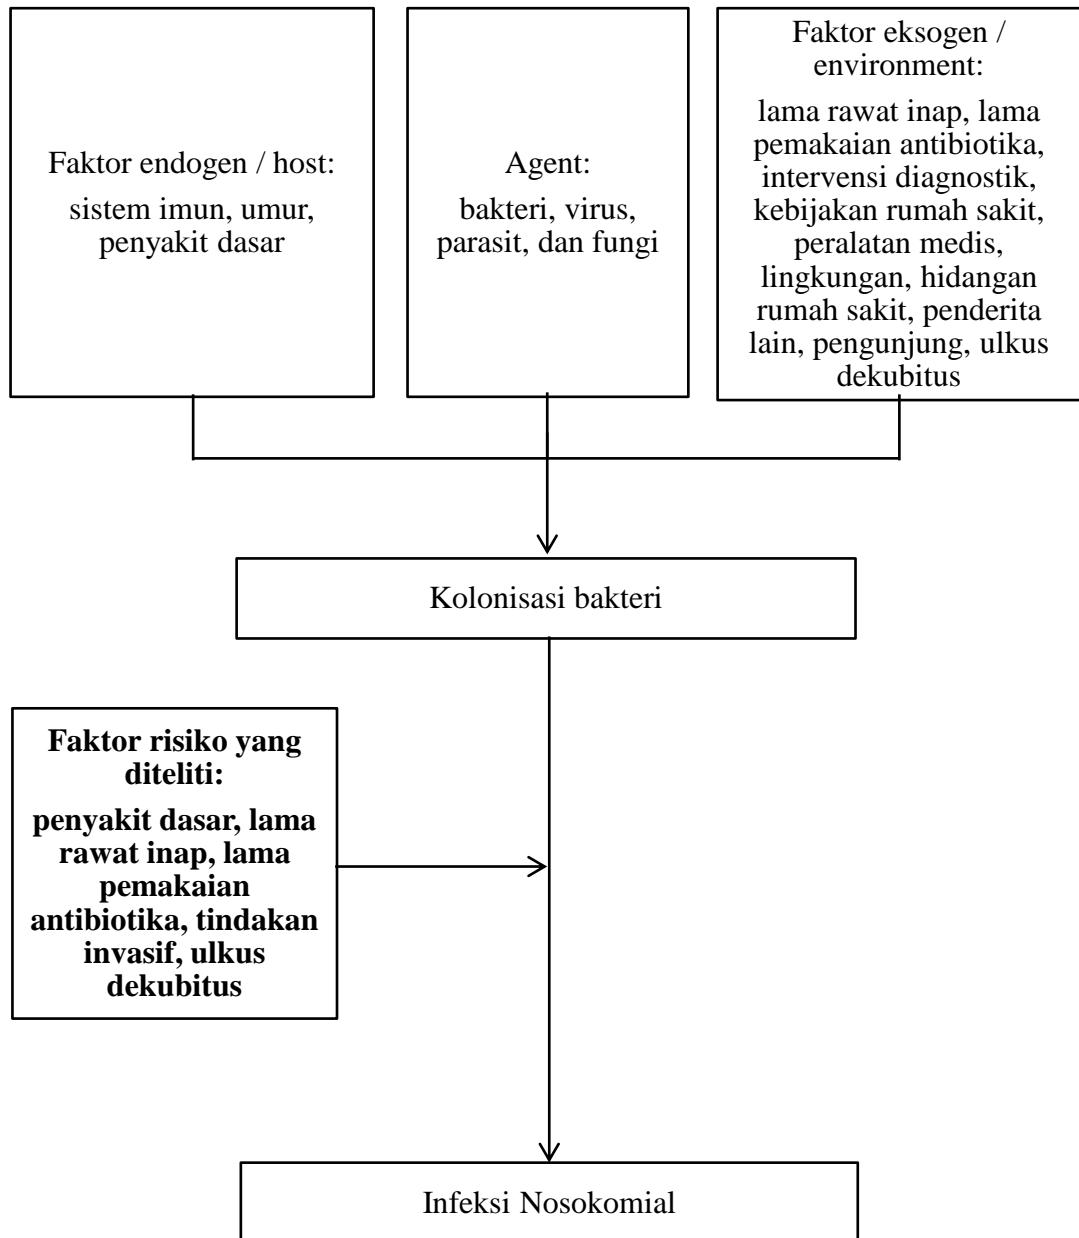 Faktor endogen / host:
sistem imun, umur,
penyakit dasar
Agent:
bakteri, virus,
parasit, dan fungi
Faktor eksogen /
environment:
lama rawat inap, lama
pemakaian antibiotika,
intervensi diagnostik,
kebijakan rumah sakit,
peralatan medis,
lingkungan, hidangan
rumah sakit, penderita
lain, pengunjung, ulkus
dekubitus
Kolonisasi bakteri
Faktor risiko yang
diteliti:
penyakit dasar, lama
rawat inap, lama
pemakaian
antibiotika, tindakan
invasif, ulkus
dekubitus
Infeksi Nosokomial